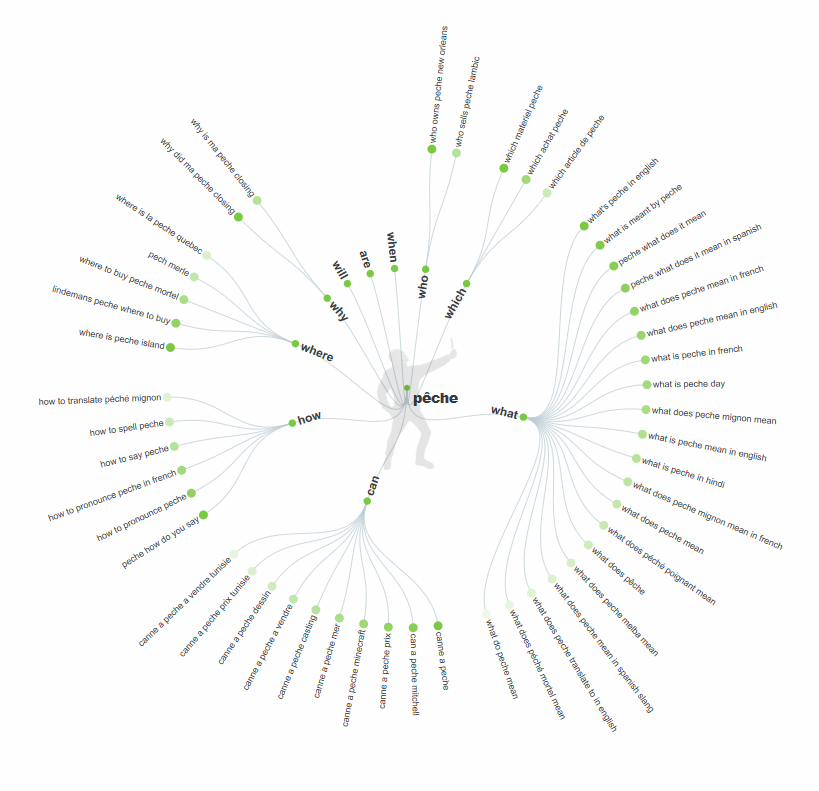 pêche
will
are
when
who
who owns peche new orleans
who sells peche lambic
which
which materiel peche
which achat peche
which article de peche
what
what's peche in english
what is meant by peche
peche what does it mean
peche what does it mean in spanish
what does peche mean in french
what does peche mean in english
what is peche in french
what is peche day
what does peche mignon mean
what is peche mean in english
what is peche in hindi
what does peche mignon mean in french
what does peche mean
what does péché poignant mean
what does pêche
what does peche melba mean
what does peche mean in spanish slang
what does peche translate to in english
what does péché mortel mean
what do peche mean
can
canne a peche
can a peche mitchell
canne a peche prix
canne a peche minecraft
canne a peche mer
canne a peche casting
canne a peche a vendre
canne a peche dessin
canne a peche prix tunisie
canne a peche a vendre tunisie
how
peche how do you say
how to pronounce peche
how to pronounce peche in french
how to say peche
how to spell peche
how to translate péché mignon
where
where is peche island
lindemans peche where to buy
where to buy peche mortel
pech merle
where is la peche quebec
why
why did ma peche closing
why is ma peche closing